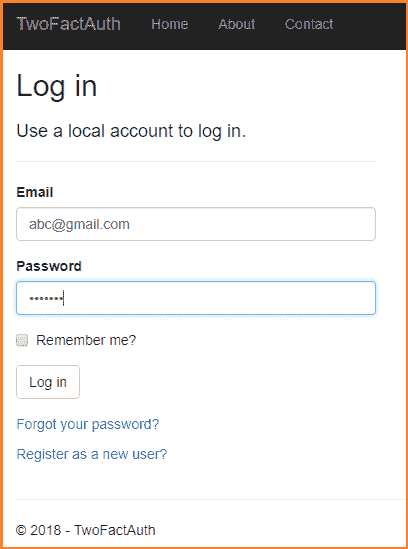 TwoFactAuth Home About Contact
Log in
Use a local account to log in.
Email
abc@gmail.com
Password
•••••••
Remember me?
Log in
Forgot your password?
Register as a new user?
© 2018 - TwoFactAuth